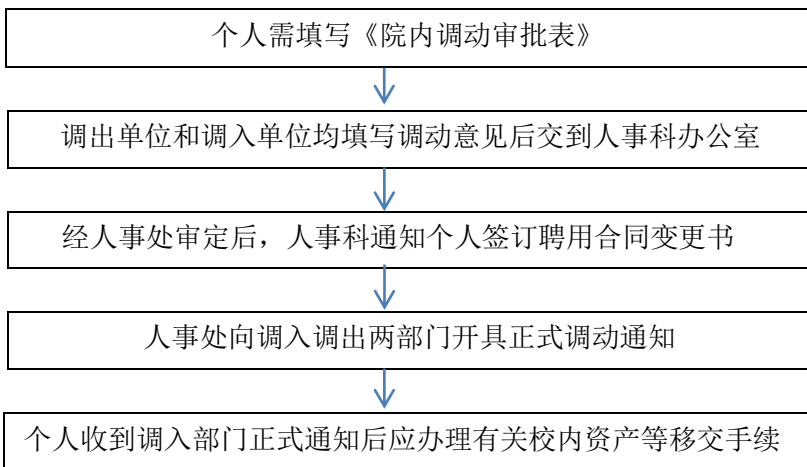 个人需填写《院内调动审批表》
调出单位和调入单位均填写调动意见后交到人事科办公室
经人事处审定后，人事科通知个人签订聘用合同变更书
人事处向调入调出两部门开具正式调动通知
个人收到调入部门正式通知后应办理有关校内资产等移交手续